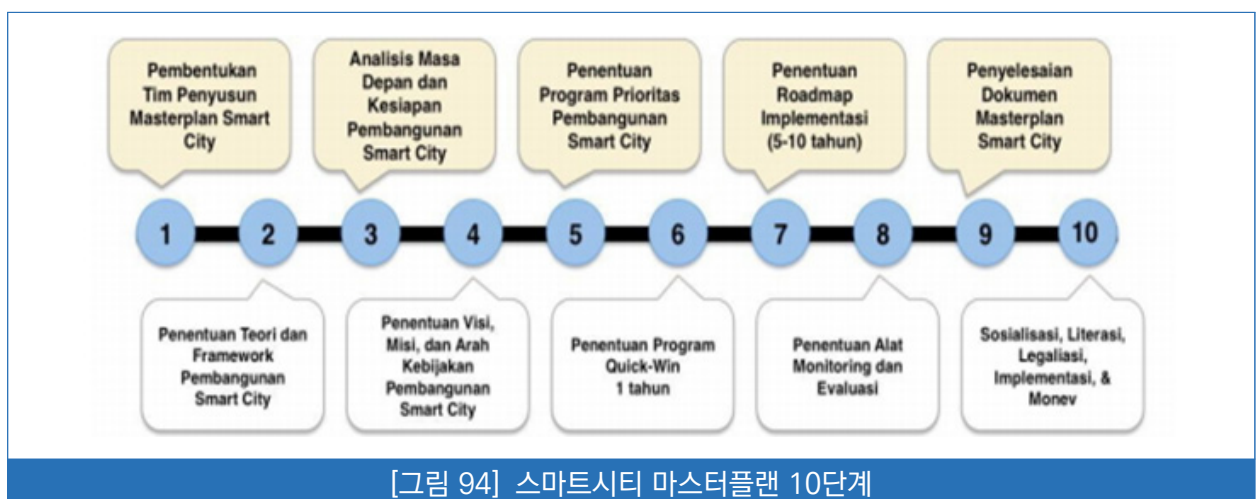 Pembentukan
Tim Penyusun
Masterplan Smart
City
Analisis Masa
Depan dan
Kesiapan
Pembangunan
Smart City
Penentuan
Program Prioritas
Pembangunan
Smart City
Penentuan
Roadmap
Implementasi
(5-10 tahun)
Penyelesaian
Dokumen
Masterplan
Smart City
1 2 3 4 5 6 7 8 9 10
Penentuan Teori dan
Framework
Pembangunan
Smart City
Penentuan Visi,
Misi, dan Arah
Kebijakan
Pembangunan
Smart City
Penentuan Program
Quick-Win
1 tahun
Penentuan Alat
Monitoring dan
Evaluasi
Sosialisasi, Literasi,
Legaliasi,
Implementasi, &
Monev
[그림 94] 스마트시티 마스터플랜 10단계